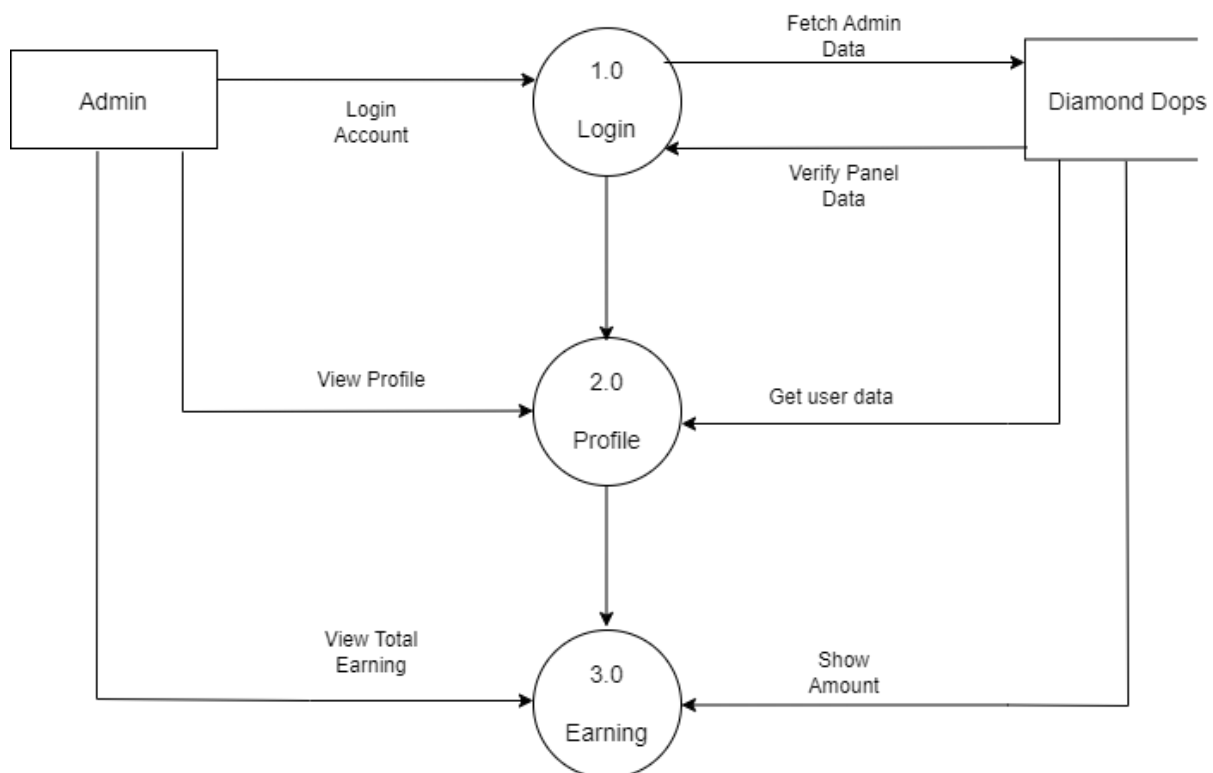 Fetch Admin
Data
1.0
Admin
Diamond Dops
Login
Account
Login
Verify Panel
Data
View Profile
2.0
Get user data
Profile
View Total
Earning
3.0
Show
Amount
Earning